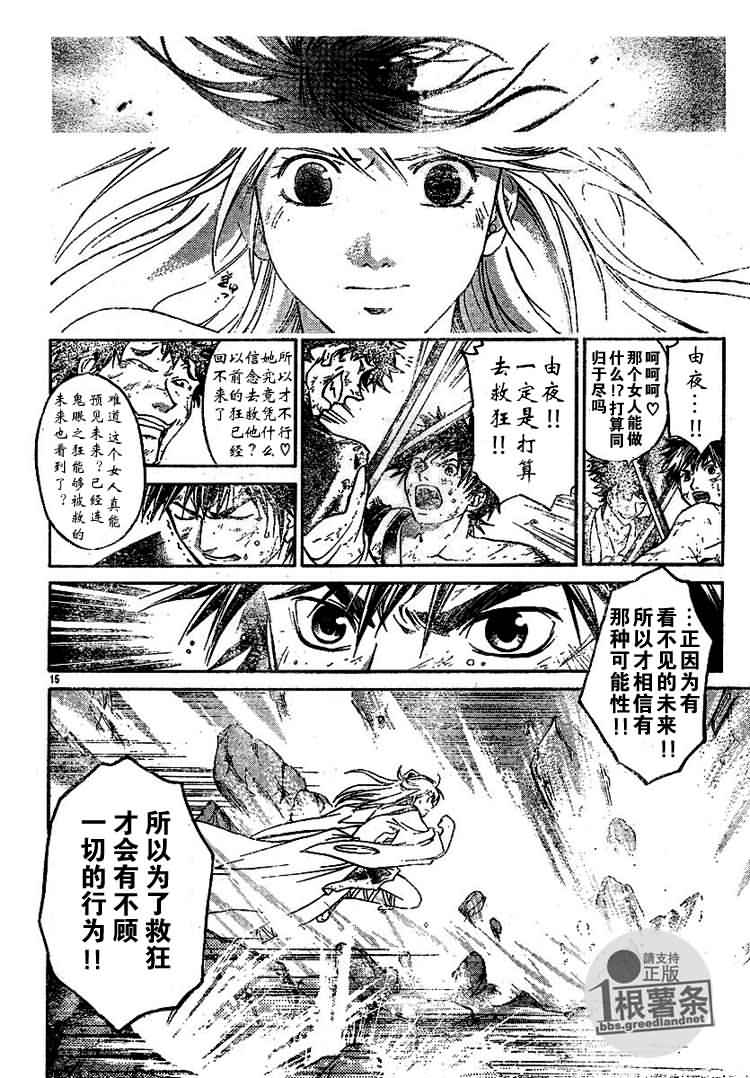 由夜…!!
呵呵呵♡
那个女人能做
什么!?打算同
归于尽吗
由夜!!
一定是打算
去救狂!!
所以才不行♡
她究竟凭什么
信念去救他
以前的狂已经
回不来了
难道 这个女人真能
预见未来?已经连
鬼眼之狂能够被救的
未来也看到了?
…正因为有
看不见的未来!!
所以才相信有
那种可能性!!
15
所以为了救狂
才会有不顾
一切的行为!!
請支持
正版
1根薯条
bbs.greedland.net